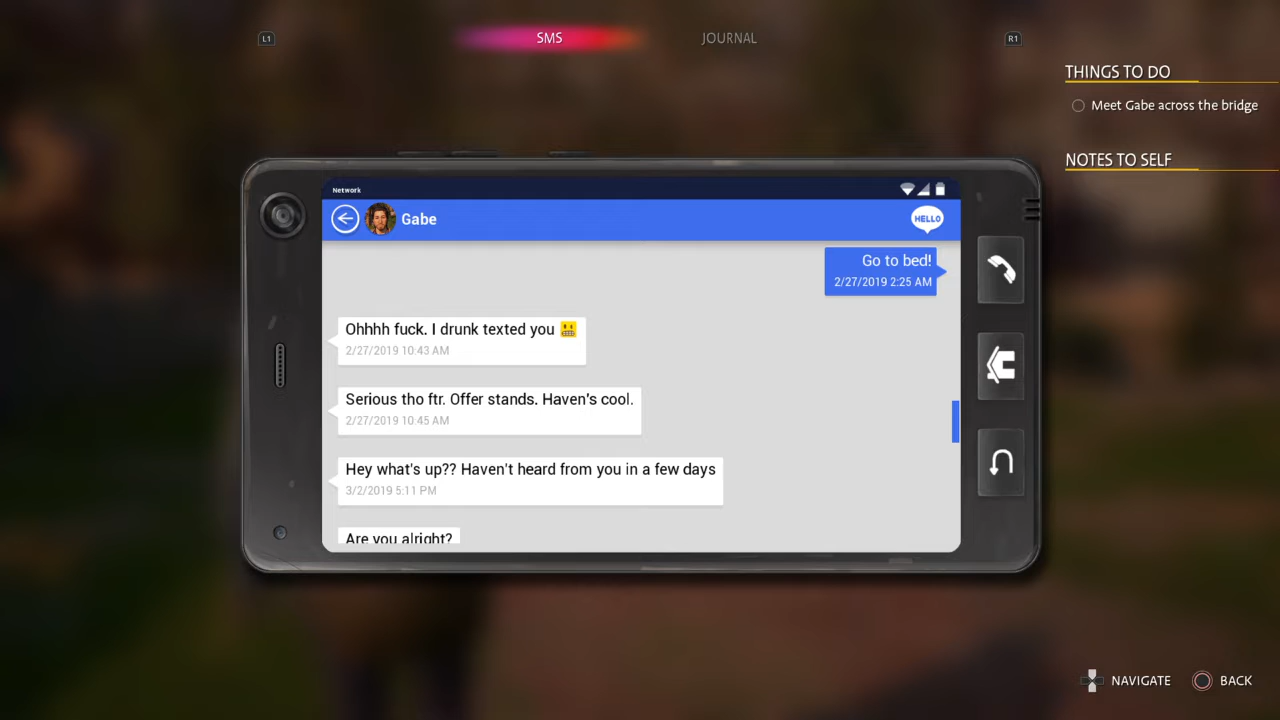 L1
SMS
JOURNAL
R1
THINGS TO DO
Meet Gabe across the bridge
NOTES TO SELF
Network
Gabe
HELLO
Go to bed!
2/27/2019 2:25 AM
Ohhhh fuck. I drunk texted you 😬
2/27/2019 10:43 AM
Serious tho ftr. Offer stands. Haven's cool.
2/27/2019 10:45 AM
Hey what's up?? Haven't heard from you in a few days
3/2/2019 5:11 PM
Are you alright?
NAVIGATE
BACK